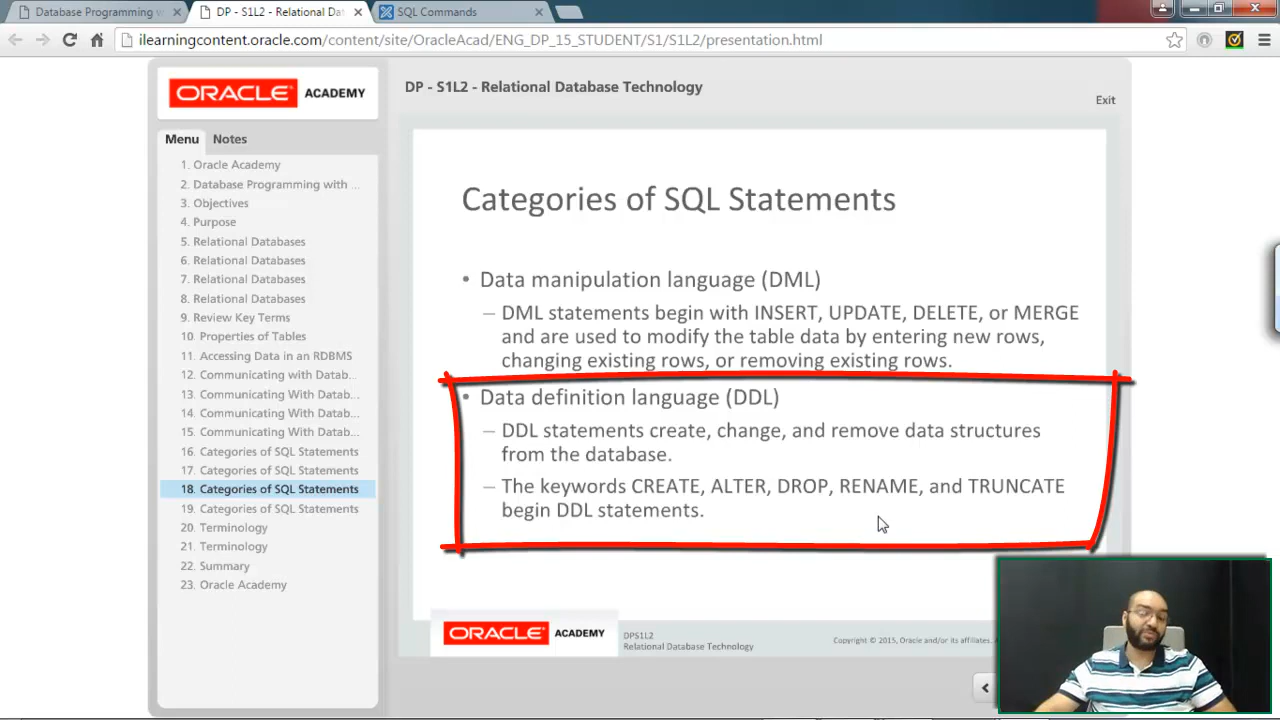 Database Programming w
DP - S1L2 - Relational Da
SQL Commands
ilearningcontent.oracle.com/content/site/OracleAcad/ENG_DP_15_STUDENT/S1/S1L2/presentation.html
ORACLE ACADEMY
DP - S1L2 - Relational Database Technology
Exit
Menu Notes
1. Oracle Academy
2. Database Programming with ...
3. Objectives
4. Purpose
5. Relational Databases
6. Relational Databases
7. Relational Databases
8. Relational Databases
9. Review Key Terms
10. Properties of Tables
11. Accessing Data in an RDBMS
12. Communicating with Datab...
13. Communicating With Datab...
14. Communicating With Datab...
15. Communicating With Datab...
16. Categories of SQL Statements
17. Categories of SQL Statements
18. Categories of SQL Statements
19. Categories of SQL Statements
20. Terminology
21. Terminology
22. Summary
23. Oracle Academy
Categories of SQL Statements
• Data manipulation language (DML)
– DML statements begin with INSERT, UPDATE, DELETE, or MERGE
and are used to modify the table data by entering new rows,
changing existing rows, or removing existing rows.
• Data definition language (DDL)
– DDL statements create, change, and remove data structures
from the database.
– The keywords CREATE, ALTER, DROP, RENAME, and TRUNCATE
begin DDL statements.
ORACLE ACADEMY
DPS1L2
Relational Database Technology
Copyright © 2015, Oracle and/or its affiliates.